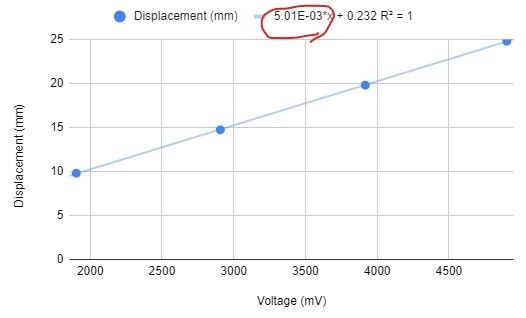 Displacement (mm) 5.01E-03*x + 0.232 R² = 1
25
20
15
10
5
0
Displacement (mm)
2000 2500 3000 3500 4000 4500
Voltage (mV)